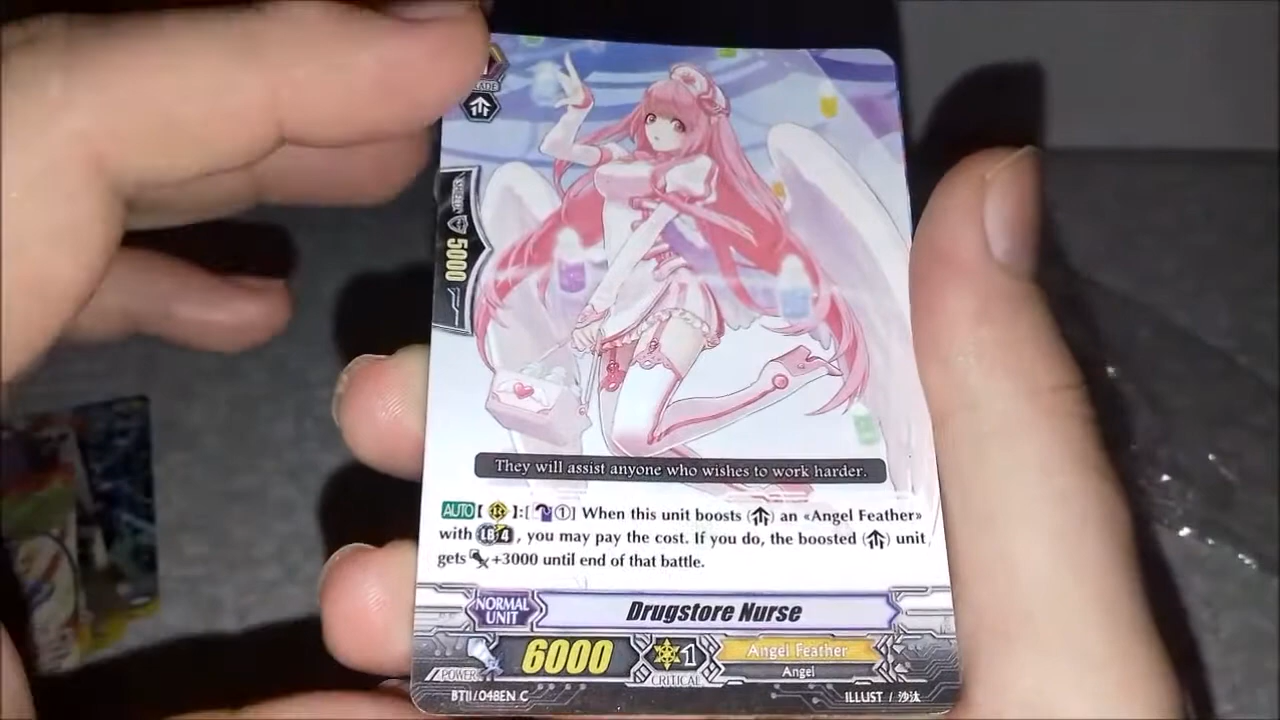 5000
They will assist anyone who wishes to work harder.
AUTO【 】:[ ①] When this unit boosts ( ) an «Angel Feather»
with LB4, you may pay the cost. If you do, the boosted ( ) unit
gets +3000 until end of that battle.
NORMAL UNIT
Drugstore Nurse
POWER 6000 1 CRITICAL
Angel Feather
Angel
BT11/048EN C
ILLUST / 沙汰